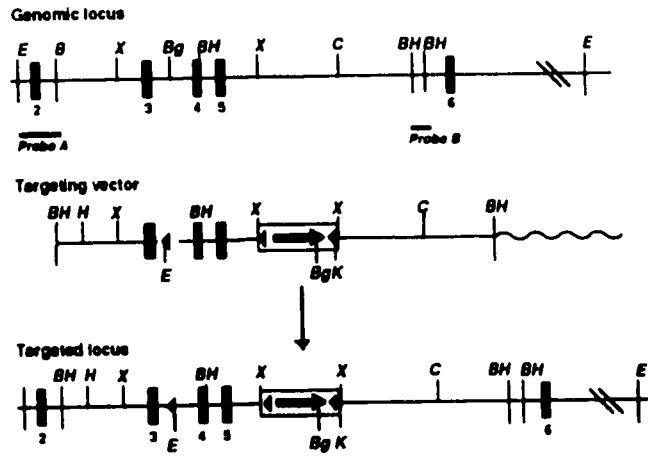 Genomic locus
E B X Bg BH X C BH BH E
2 3 4 5 6
Probe A Probe B
Targeting vector
BH H X BH X X C BH
E Bg K
Targeted locus
BH H X BH X X C BH BH E
2 3 E 4 5 Bg K 6